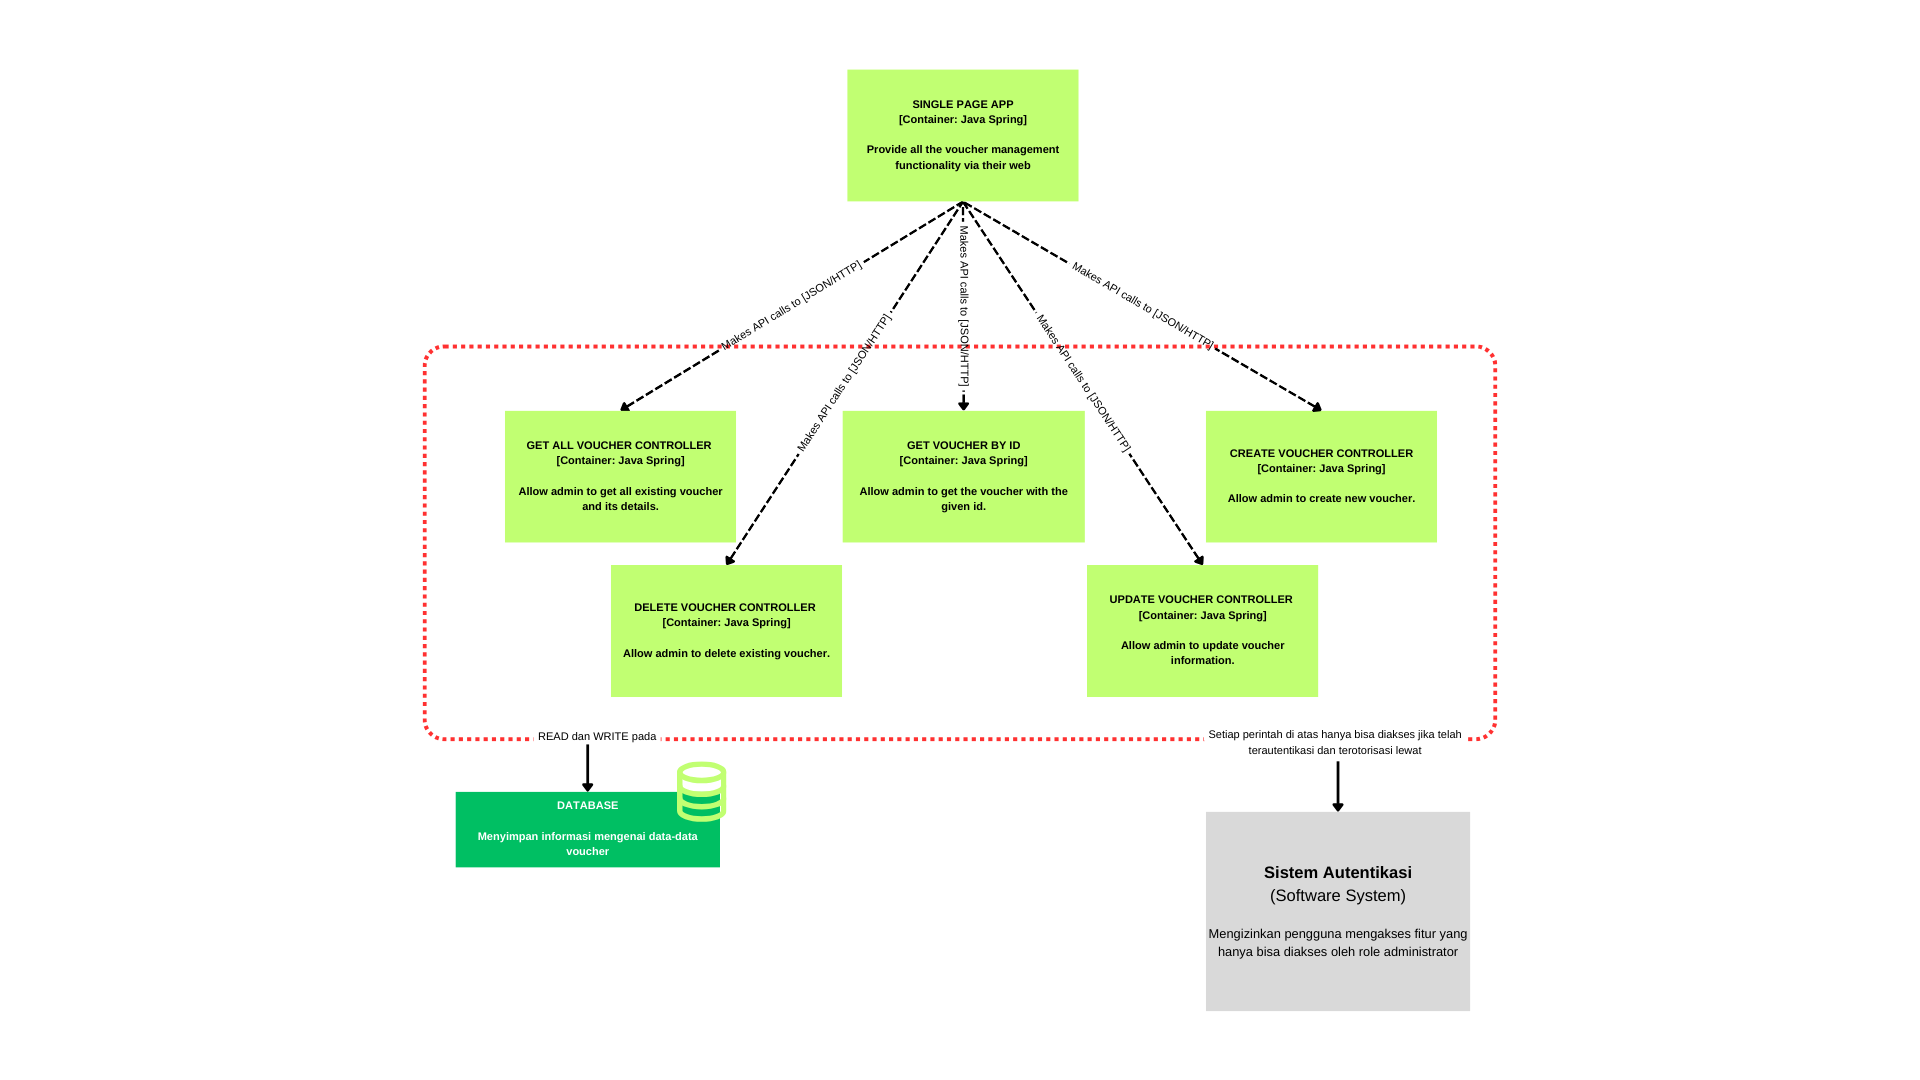 SINGLE PAGE APP
[Container: Java Spring]
Provide all the voucher management
functionality via their web
Makes API calls to [JSON/HTTP]
Makes API calls to [JSON/HTTP]
Makes API calls to [JSON/HTTP]
Makes API calls to [JSON/HTTP]
Makes API calls to [JSON/HTTP]
GET ALL VOUCHER CONTROLLER
[Container: Java Spring]
Allow admin to get all existing voucher
and its details.
GET VOUCHER BY ID
[Container: Java Spring]
Allow admin to get the voucher with the
given id.
CREATE VOUCHER CONTROLLER
[Container: Java Spring]
Allow admin to create new voucher.
DELETE VOUCHER CONTROLLER
[Container: Java Spring]
Allow admin to delete existing voucher.
UPDATE VOUCHER CONTROLLER
[Container: Java Spring]
Allow admin to update voucher
information.
READ dan WRITE pada
Setiap perintah di atas hanya bisa diakses jika telah
terautentikasi dan terotorisasi lewat
DATABASE
Menyimpan informasi mengenai data-data
voucher
Sistem Autentikasi
(Software System)
Mengizinkan pengguna mengakses fitur yang
hanya bisa diakses oleh role administrator